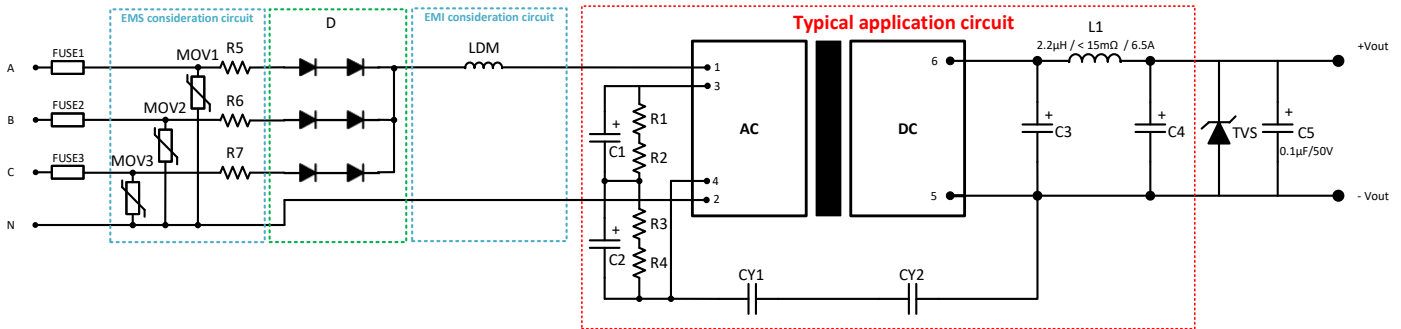 EMS consideration circuit
D
EMI consideration circuit
Typical application circuit
L1
2.2µH / < 15mΩ / 6.5A
FUSE1
MOV1
R5
LDM
A
1
6
+Vout
3
FUSE2
MOV2
R6
R1
B
C1
+
AC
DC
+
C3
+
C4
TVS
+
C5
0.1µF/50V
FUSE3
MOV3
R7
R2
C
4
2
5
- Vout
N
R3
+
C2
R4
CY1
CY2